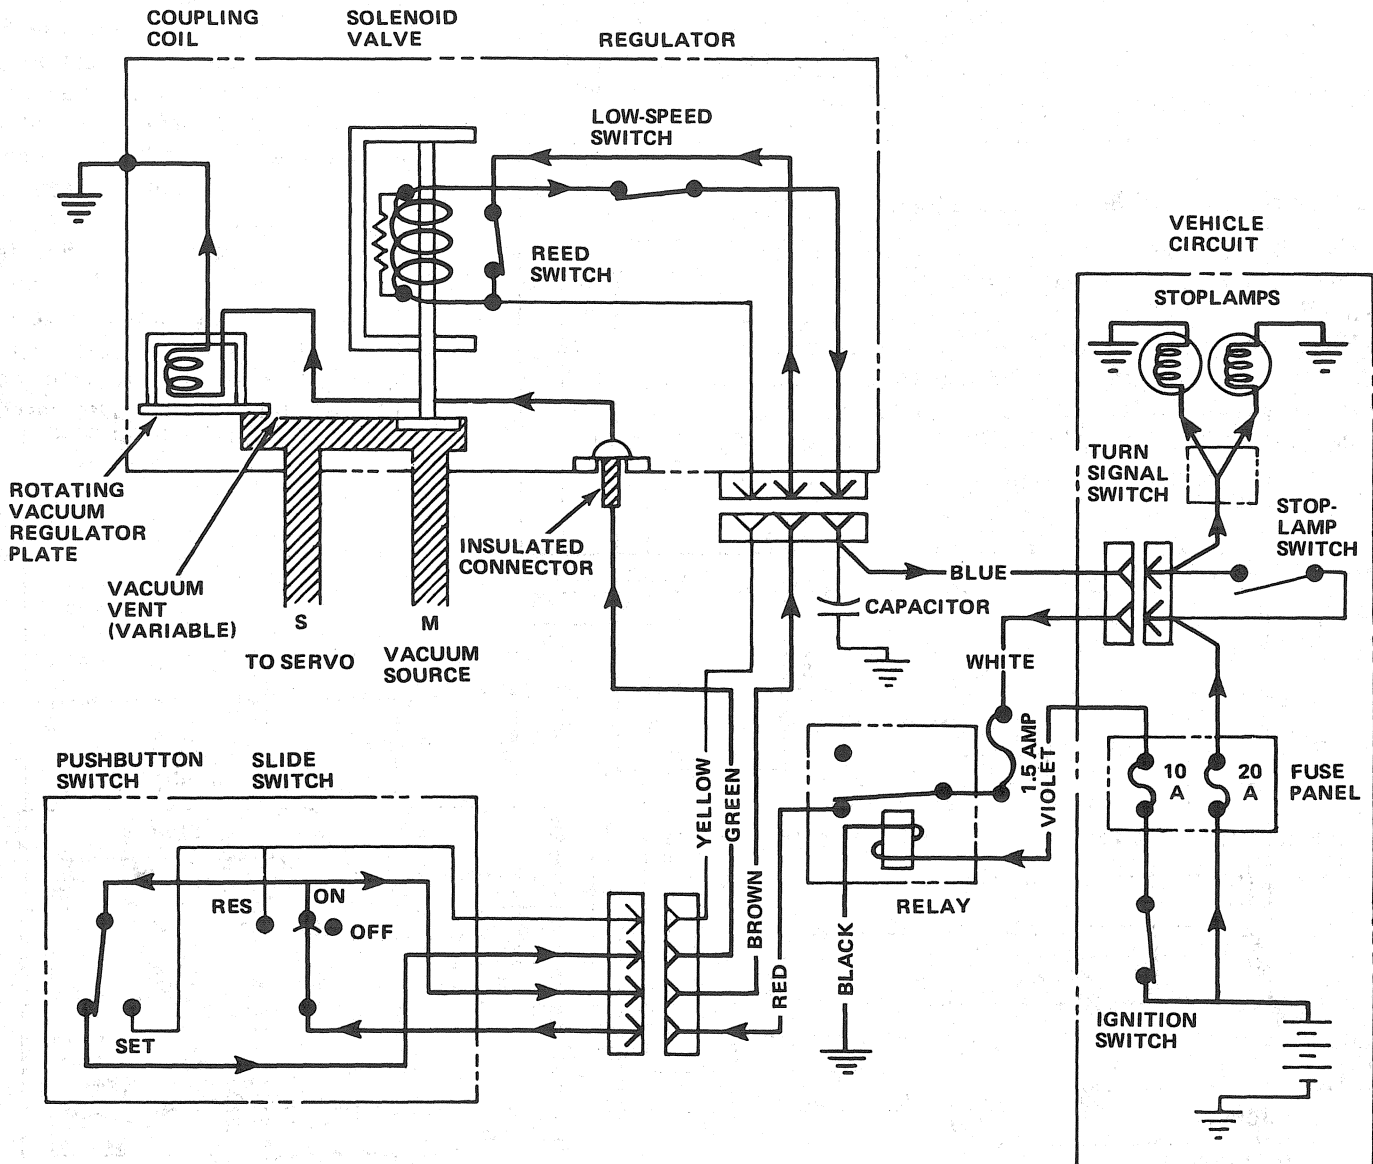 COUPLING
COIL
SOLENOID
VALVE
REGULATOR
LOW-SPEED
SWITCH
REED
SWITCH
VEHICLE
CIRCUIT
STOPLAMPS
TURN
SIGNAL
SWITCH
STOP-
LAMP
SWITCH
ROTATING
VACUUM
REGULATOR
PLATE
VACUUM
VENT
(VARIABLE)
S
TO SERVO
M
VACUUM
SOURCE
INSULATED
CONNECTOR
BLUE
CAPACITOR
WHITE
1.5 AMP
VIOLET
10
A
20
A
FUSE
PANEL
PUSHBUTTON
SWITCH
SLIDE
SWITCH
YELLOW
GREEN
BROWN
RED
BLACK
RELAY
RES
ON
OFF
SET
IGNITION
SWITCH